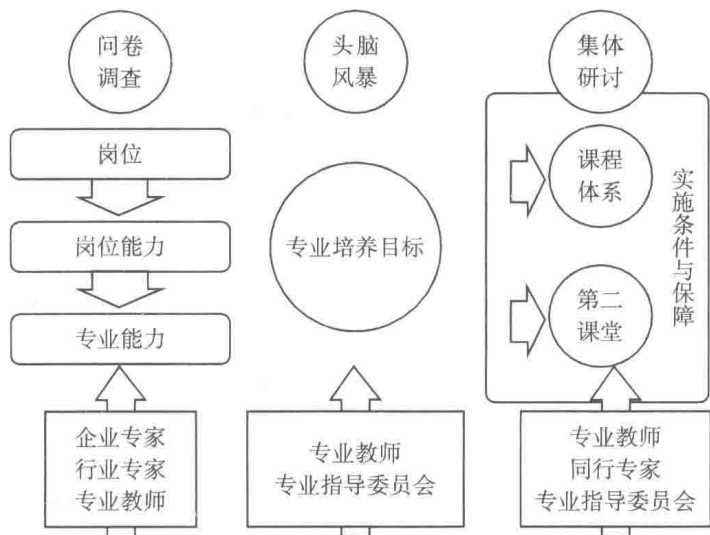 问卷
调查
头脑
风暴
集体
研讨
岗位
岗位能力
专业能力
专业培养目标
课程
体系
第二
课堂
实施条件与保障
企业专家
行业专家
专业教师
专业教师
专业指导委员会
专业教师
同行专家
专业指导委员会